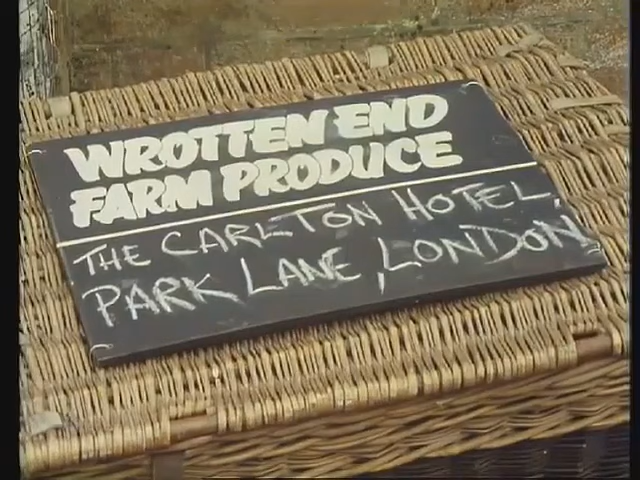 WROTTEN END
FARM PRODUCE
THE CARLTON HOTEL,
PARK LANE, LONDON